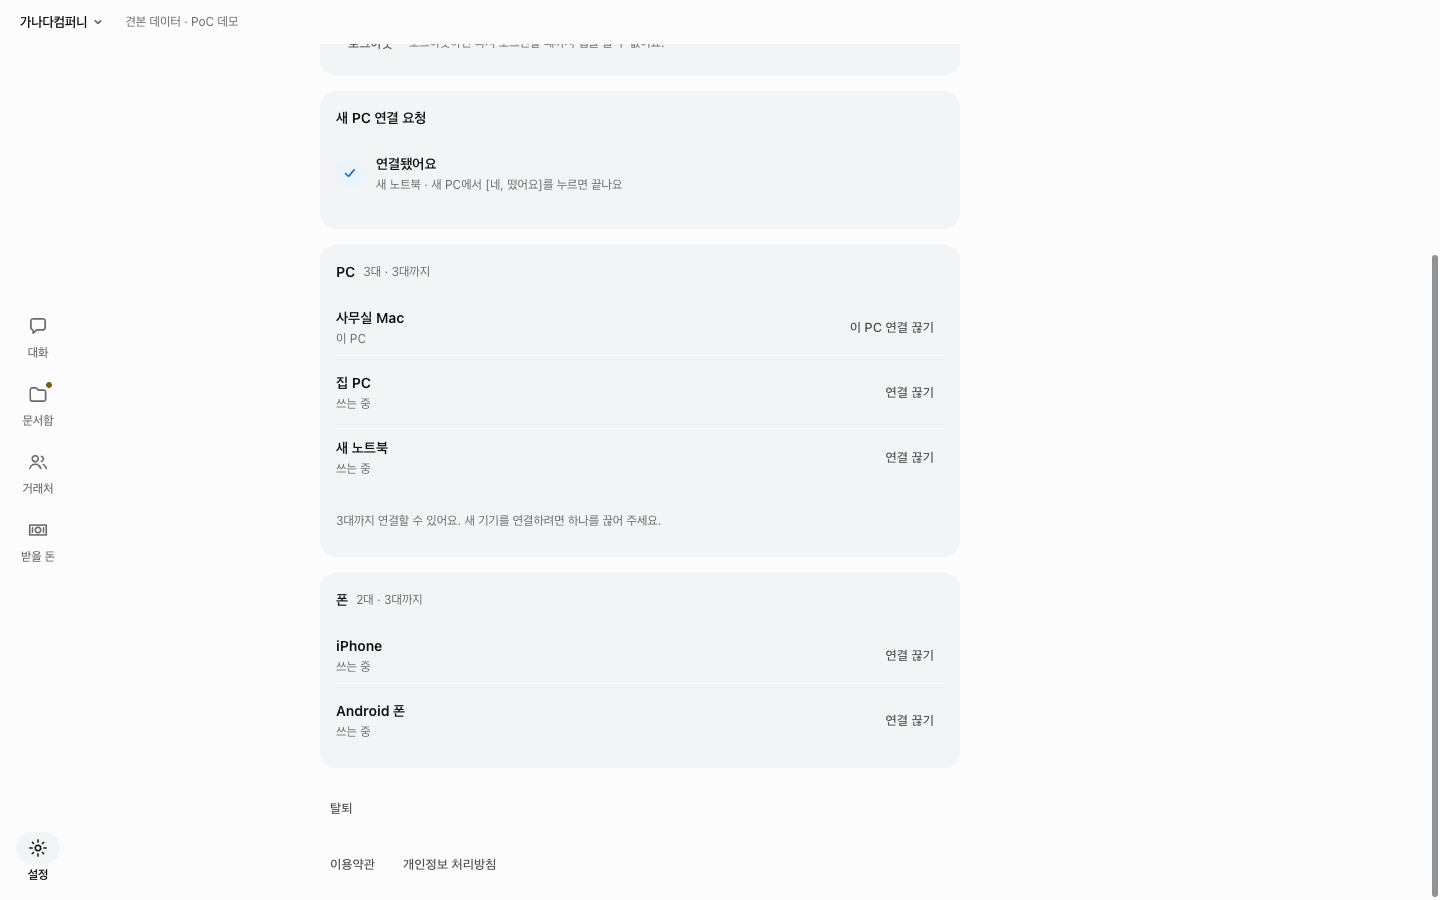 가나다컴퍼니
견본 데이터 · PoC 데모
새 PC 연결 요청
연결됐어요
새 노트북 · 새 PC에서 [네, 떴어요]를 누르면 끝나요
PC 3대 · 3대까지
사무실 Mac
이 PC
이 PC 연결 끊기
집 PC
쓰는 중
연결 끊기
새 노트북
쓰는 중
연결 끊기
3대까지 연결할 수 있어요. 새 기기를 연결하려면 하나를 끊어 주세요.
폰 2대 · 3대까지
iPhone
쓰는 중
연결 끊기
Android 폰
쓰는 중
연결 끊기
탈퇴
이용약관
개인정보 처리방침
대화
문서함
거래처
받을 돈
설정